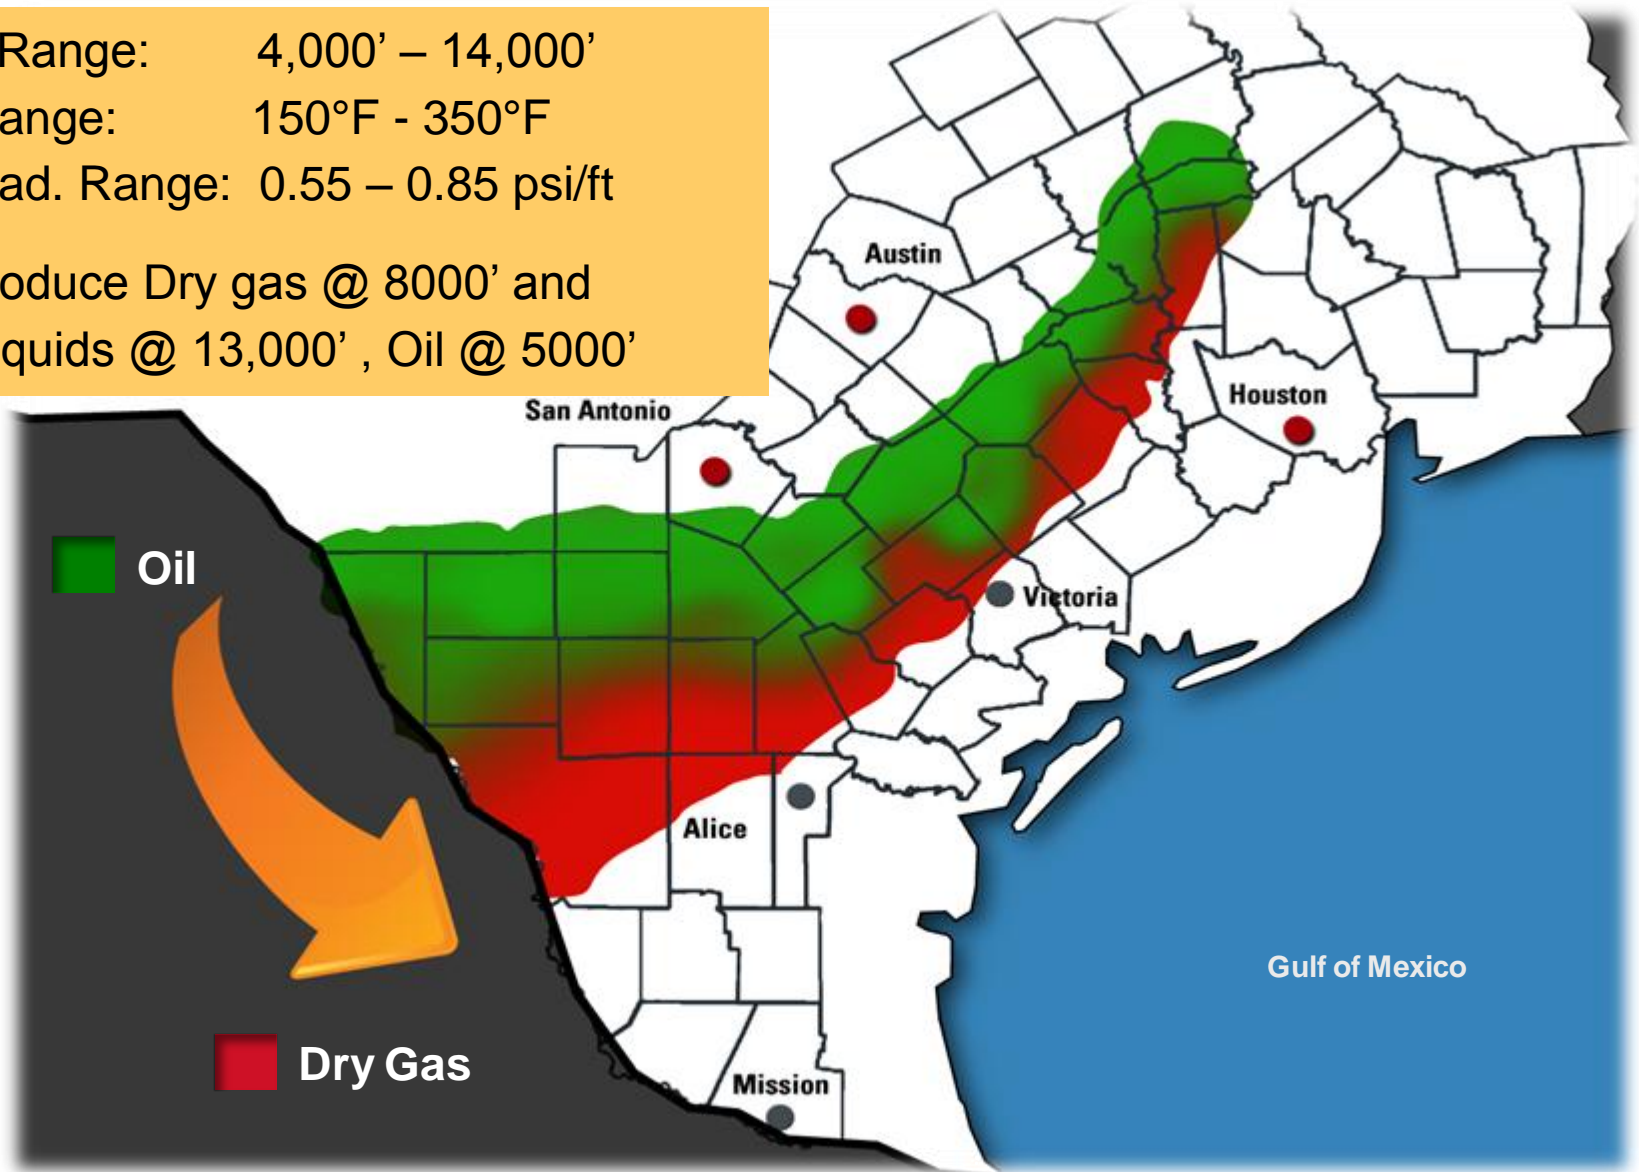 Range: 4,000’ – 14,000’
ange: 150°F - 350°F
ad. Range: 0.55 – 0.85 psi/ft
oduce Dry gas @ 8000’ and
quids @ 13,000’ , Oil @ 5000’
Austin
Houston
San Antonio
Oil
Victoria
Alice
Gulf of Mexico
Dry Gas
Mission